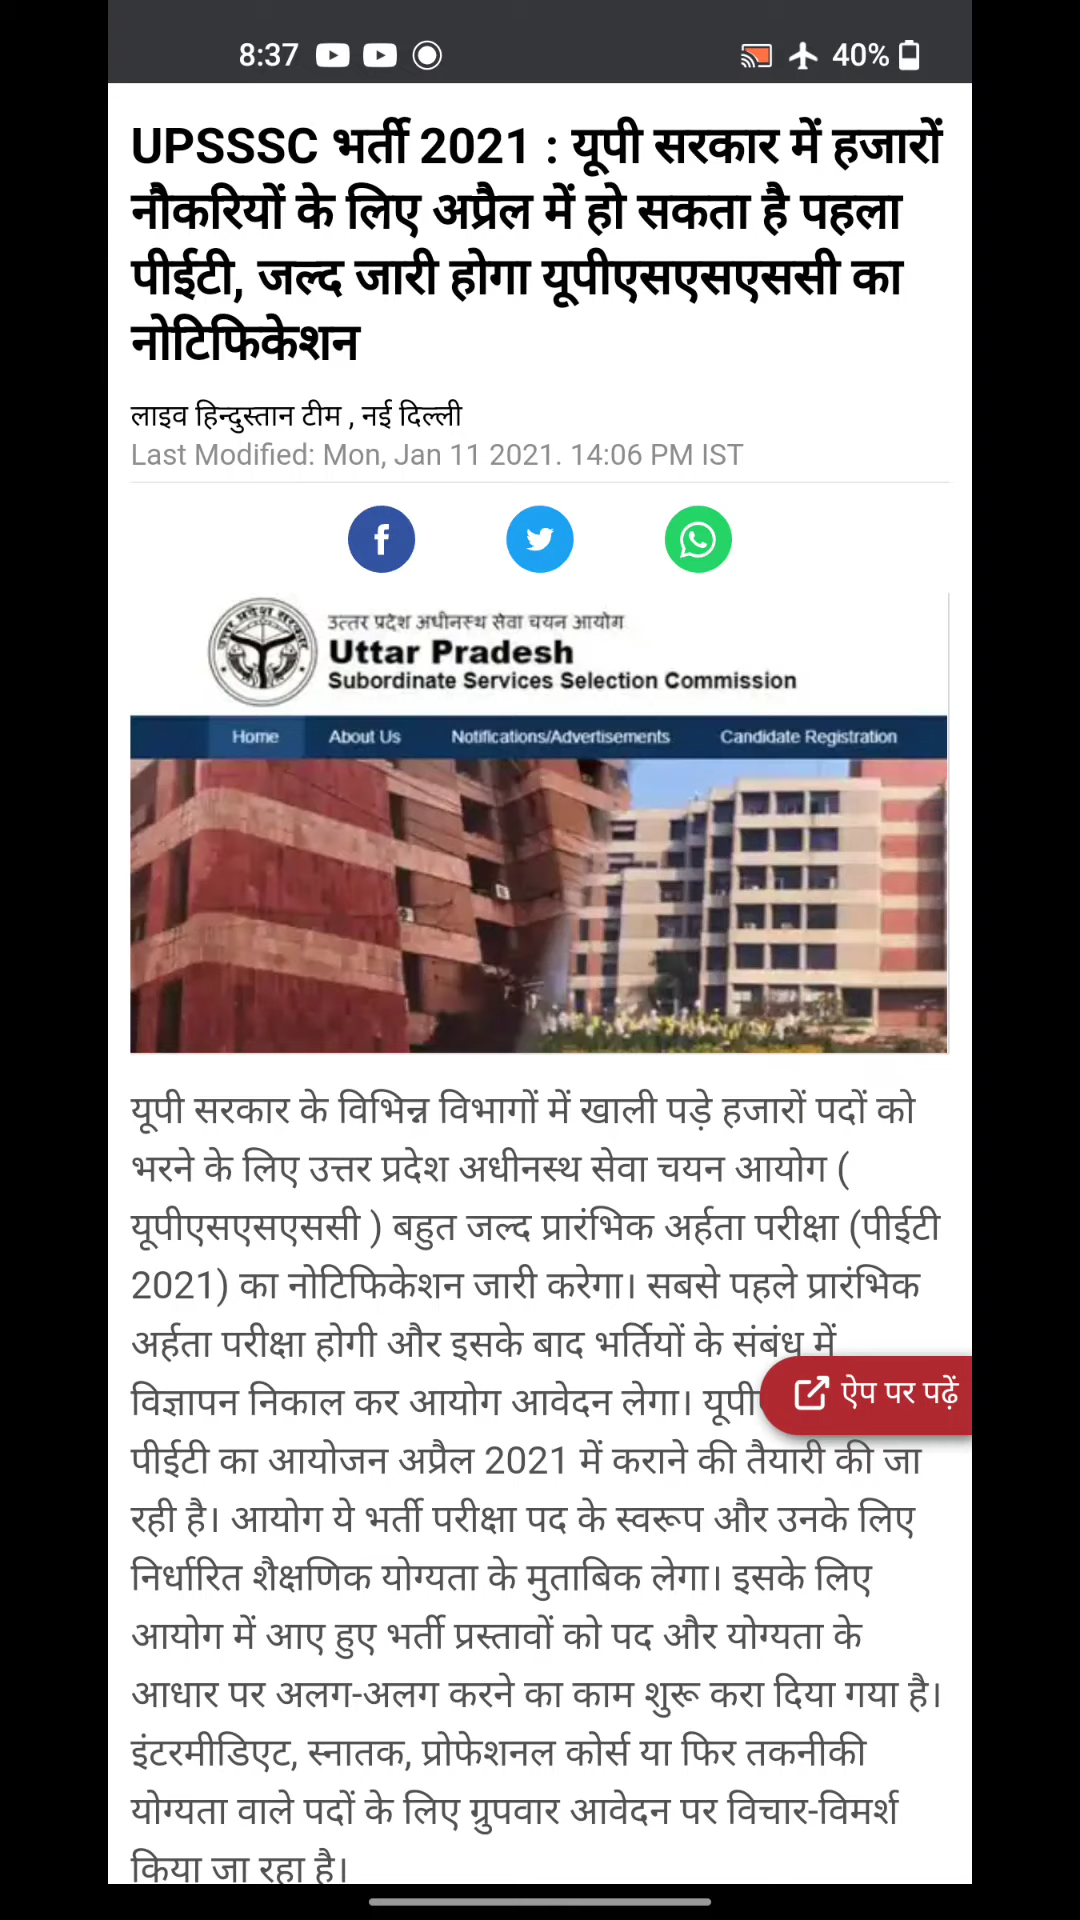 8:37
40%
UPSSSC भर्ती 2021 : यूपी सरकार में हजारों
नौकरियों के लिए अप्रैल में हो सकता है पहला
पीईटी, जल्द जारी होगा यूपीएसएसएससी का
नोटिफिकेशन
लाइव हिन्दुस्तान टीम , नई दिल्ली
Last Modified: Mon, Jan 11 2021. 14:06 PM IST
उत्तर प्रदेश अधीनस्थ सेवा चयन आयोग
Uttar Pradesh
Subordinate Services Selection Commission
Home About Us Notifications/Advertisements Candidate Registration
यूपी सरकार के विभिन्न विभागों में खाली पड़े हजारों पदों को
भरने के लिए उत्तर प्रदेश अधीनस्थ सेवा चयन आयोग (
यूपीएसएसएससी ) बहुत जल्द प्रारंभिक अर्हता परीक्षा (पीईटी
2021) का नोटिफिकेशन जारी करेगा। सबसे पहले प्रारंभिक
अर्हता परीक्षा होगी और इसके बाद भर्तियों के संबंध में
विज्ञापन निकाल कर आयोग आवेदन लेगा। यूपी
ऐप पर पढ़ें
पीईटी का आयोजन अप्रैल 2021 में कराने की तैयारी की जा
रही है। आयोग ये भर्ती परीक्षा पद के स्वरूप और उनके लिए
निर्धारित शैक्षणिक योग्यता के मुताबिक लेगा। इसके लिए
आयोग में आए हुए भर्ती प्रस्तावों को पद और योग्यता के
आधार पर अलग-अलग करने का काम शुरू करा दिया गया है।
इंटरमीडिएट, स्नातक, प्रोफेशनल कोर्स या फिर तकनीकी
योग्यता वाले पदों के लिए ग्रुपवार आवेदन पर विचार-विमर्श
किया जा रहा है।